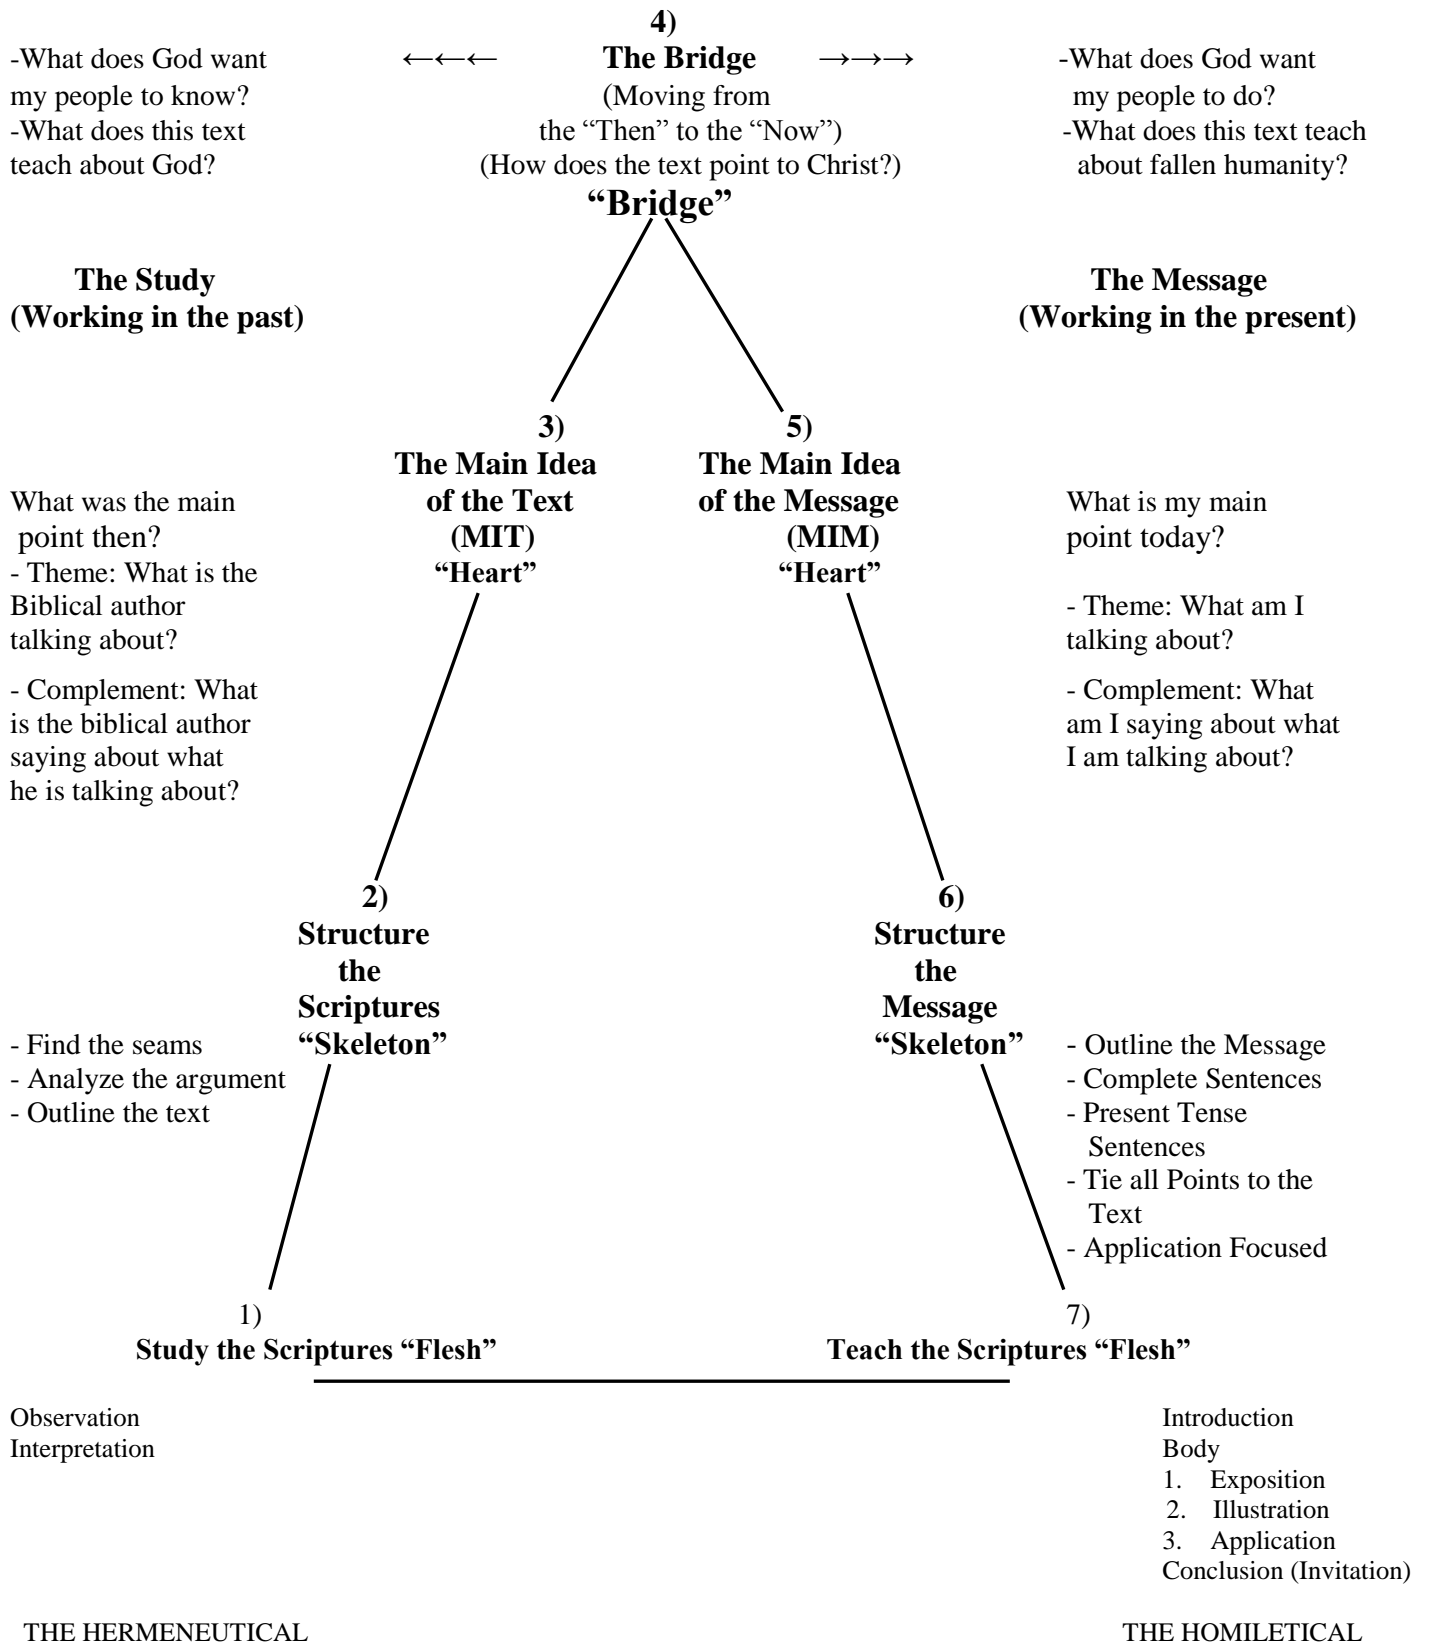 4)
-What does God want ←←← The Bridge →→→ -What does God want
my people to know? (Moving from my people to do?
-What does this text the “Then” to the “Now”) -What does this text teach
teach about God? (How does the text point to Christ?) about fallen humanity?
“Bridge”
The Study The Message
(Working in the past) (Working in the present)
3) 5)
The Main Idea The Main Idea
What was the main of the Text of the Message What is my main
point then? (MIT) (MIM) point today?
- Theme: What is the “Heart” “Heart”
Biblical author - Theme: What am I
talking about? talking about?
- Complement: What - Complement: What
is the biblical author am I saying about what
saying about what I am talking about?
he is talking about?
2) 6)
Structure Structure
the the
Scriptures Message
- Find the seams “Skeleton” “Skeleton” - Outline the Message
- Analyze the argument - Complete Sentences
- Outline the text - Present Tense
Sentences
- Tie all Points to the
Text
- Application Focused
1) 7)
Study the Scriptures “Flesh” Teach the Scriptures “Flesh”
Observation Introduction
Interpretation Body
1. Exposition
2. Illustration
3. Application
Conclusion (Invitation)
THE HERMENEUTICAL THE HOMILETICAL